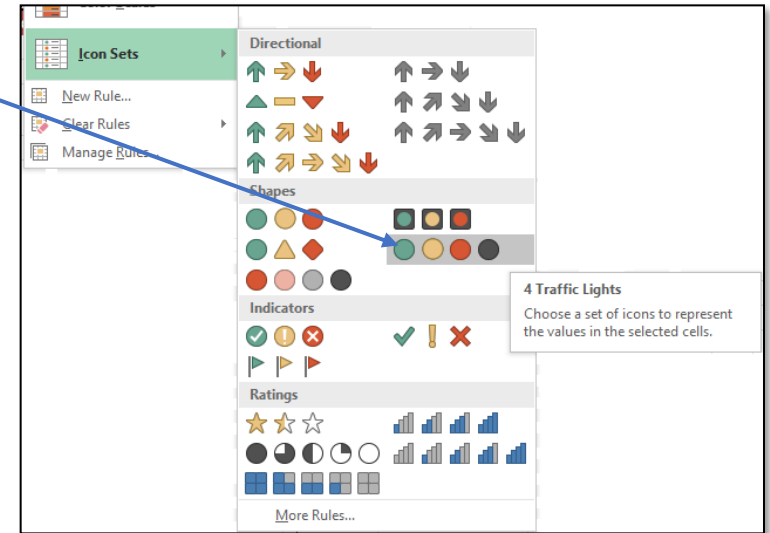 Icon Sets
New Rule...
Clear Rules
Manage Rules...
Directional
Shapes
Indicators
Ratings
More Rules...
4 Traffic Lights
Choose a set of icons to represent
the values in the selected cells.